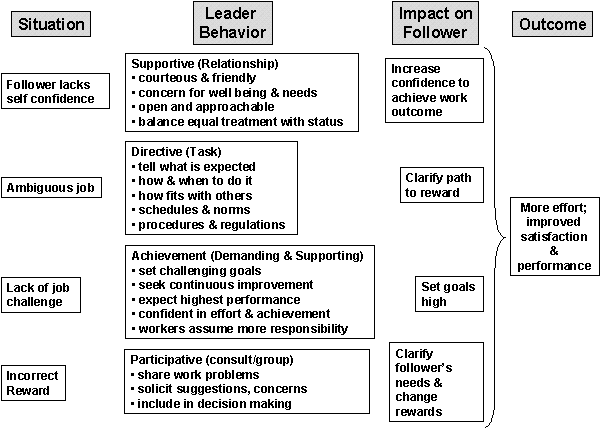 Situation
Leader
Behavior
Impact on
Follower
Outcome
Follower lacks
self confidence
Supportive (Relationship)
• courteous & friendly
• concern for well being & needs
• open and approachable
• balance equal treatment with status
Increase
confidence to
achieve work
outcome
Ambiguous job
Directive (Task)
• tell what is expected
• how & when to do it
• how fits with others
• schedules & norms
• procedures & regulations
Clarify path
to reward
More effort;
improved
satisfaction
&
performance
Lack of job
challenge
Achievement (Demanding & Supporting)
• set challenging goals
• seek continuous improvement
• expect highest performance
• confident in effort & achievement
• workers assume more responsibility
Set goals
high
Incorrect
Reward
Participative (consult/group)
• share work problems
• solicit suggestions, concerns
• include in decision making
Clarify
follower's
needs &
change
rewards